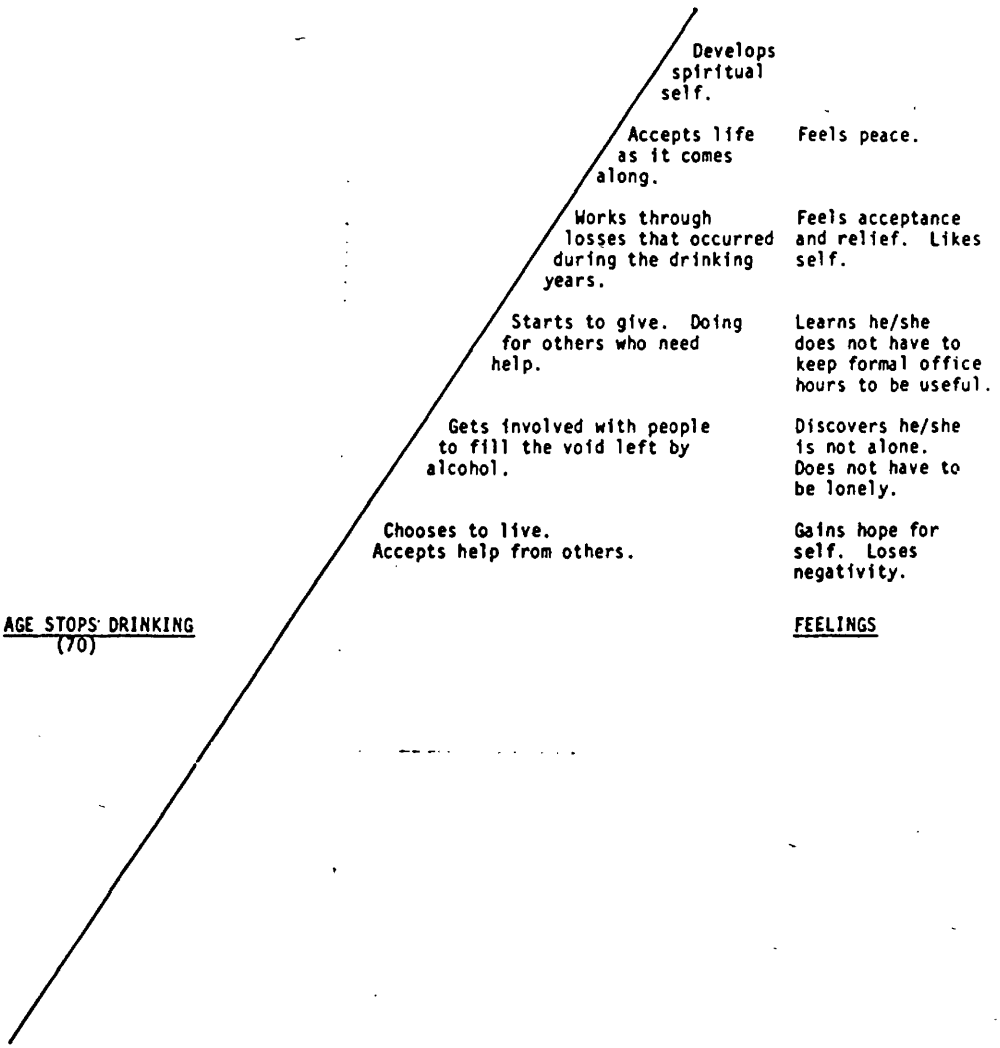 Develops
spiritual
self.
Accepts life
as it comes
along.
Feels peace.
Works through
losses that occurred
during the drinking
years.
Feels acceptance
and relief. Likes
self.
Starts to give. Doing
for others who need
help.
Learns he/she
does not have to
keep formal office
hours to be useful.
Gets involved with people
to fill the void left by
alcohol.
Discovers he/she
is not alone.
Does not have to
be lonely.
Chooses to live.
Accepts help from others.
Gains hope for
self. Loses
negativity.
AGE STOPS DRINKING
(70)
FEELINGS